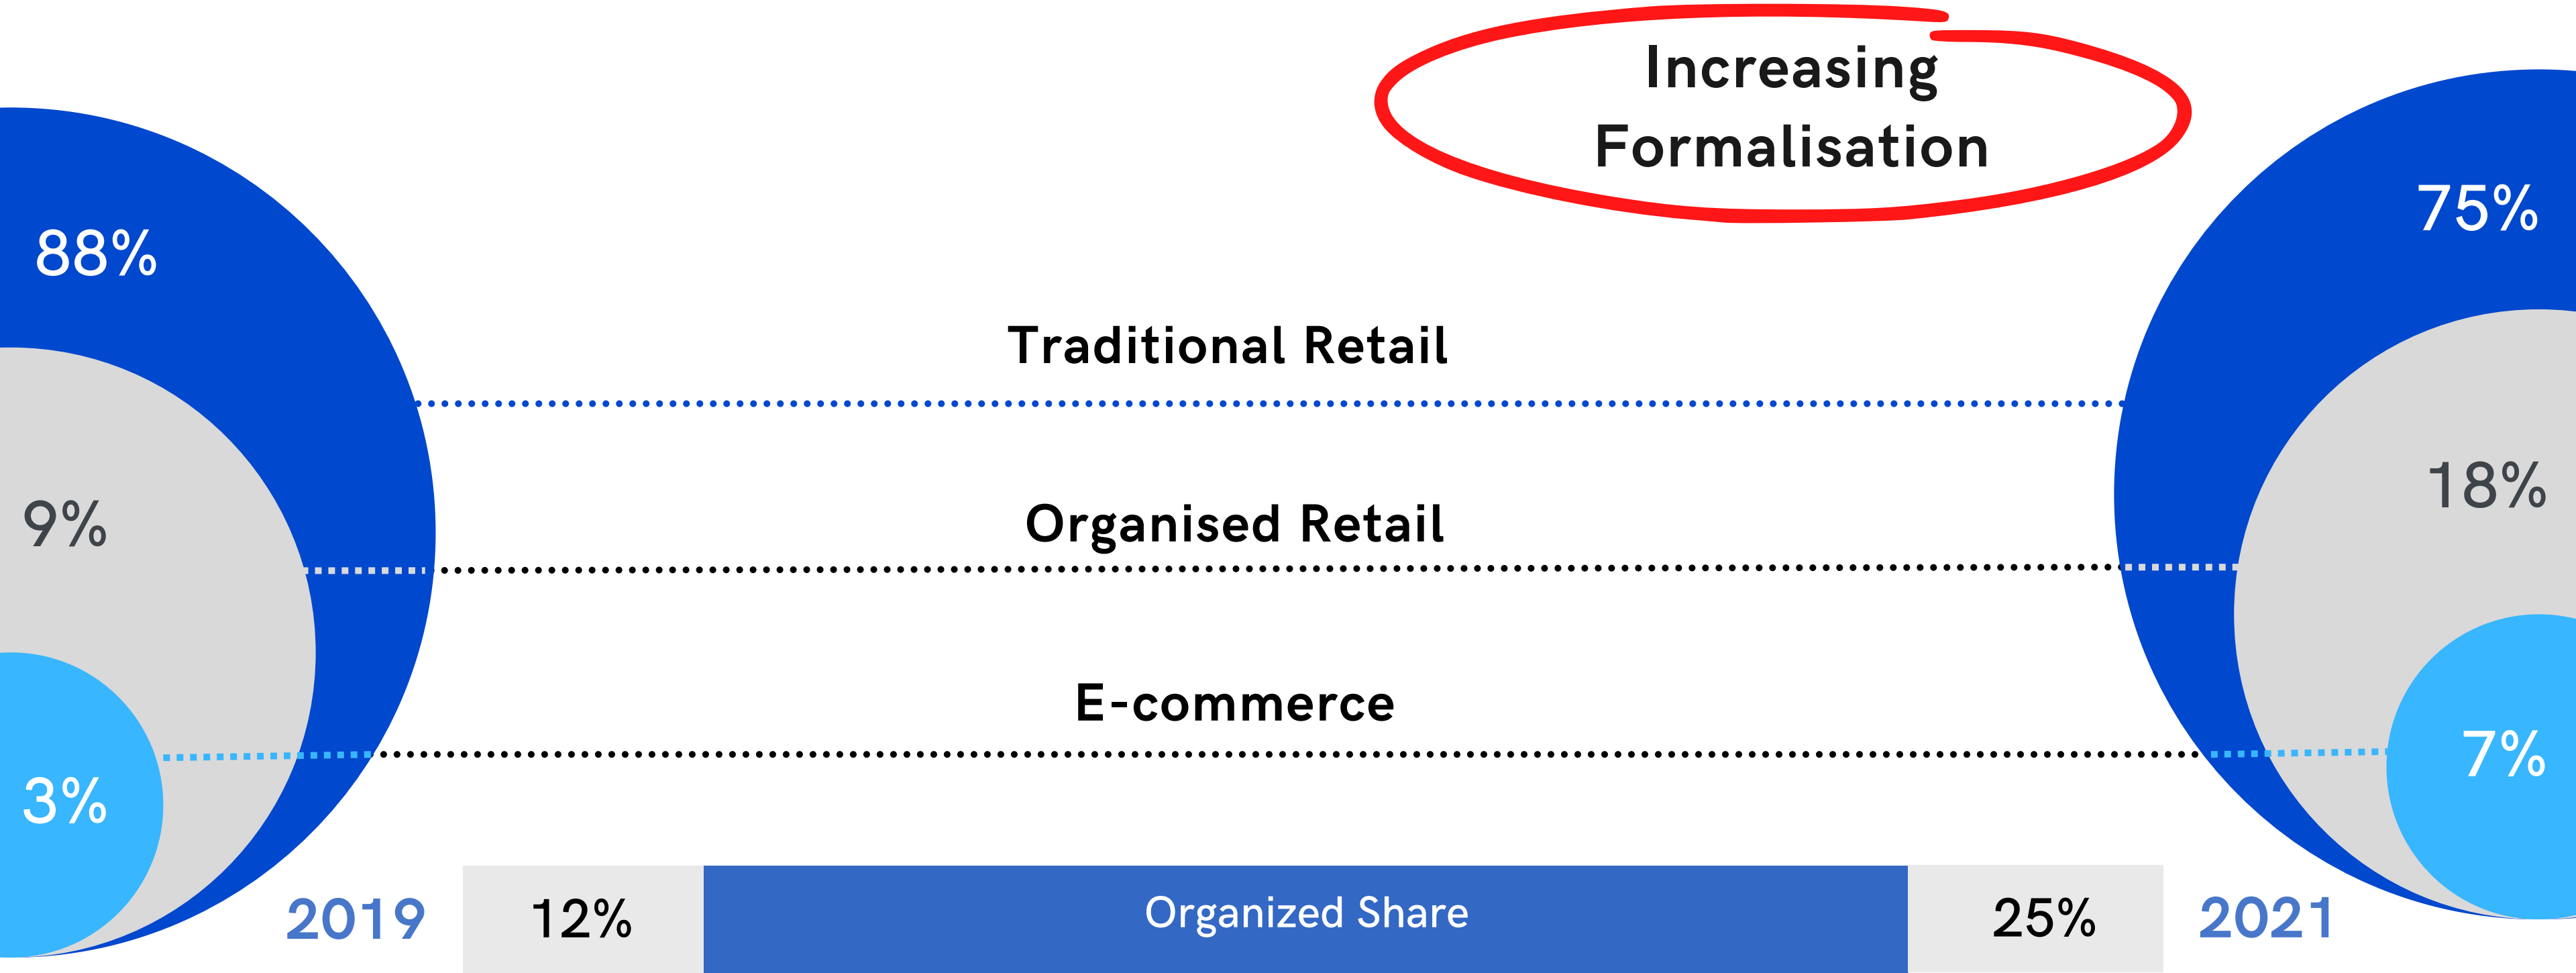 Increasing
Formalisation
88%
75%
Traditional Retail
9%
Organised Retail
18%
E-commerce
3%
7%
2019
12%
Organized Share
25%
2021